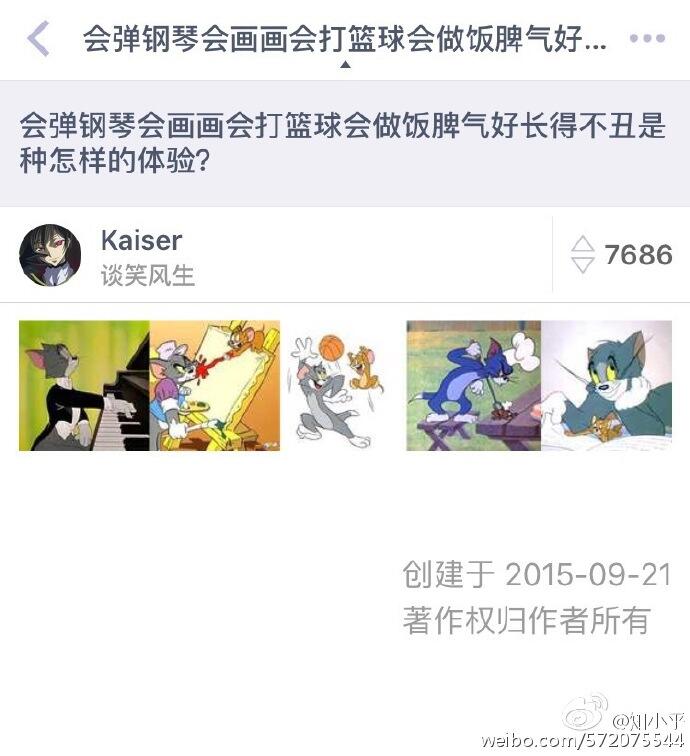 会弹钢琴会画画会打篮球会做饭脾气好...
会弹钢琴会画画会打篮球会做饭脾气好长得不丑是
种怎样的体验?
Kaiser
谈笑风生
7686
创建于 2015-09-21
著作权归作者所有
@知小乎
weibo.com/572075544